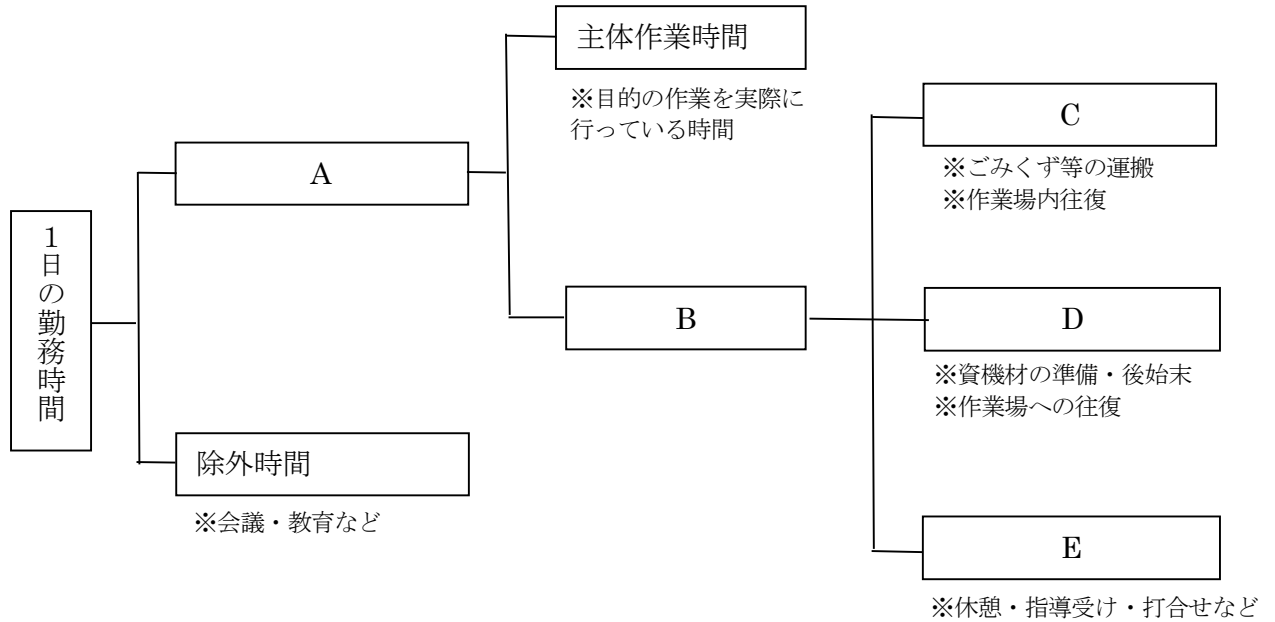 1日の勤務時間
A
除外時間
※会議・教育など
主体作業時間
※目的の作業を実際に
行っている時間
B
C
※ごみくず等の運搬
※作業場内往復
D
※資機材の準備・後始末
※作業場への往復
E
※休憩・指導受け・打合せなど